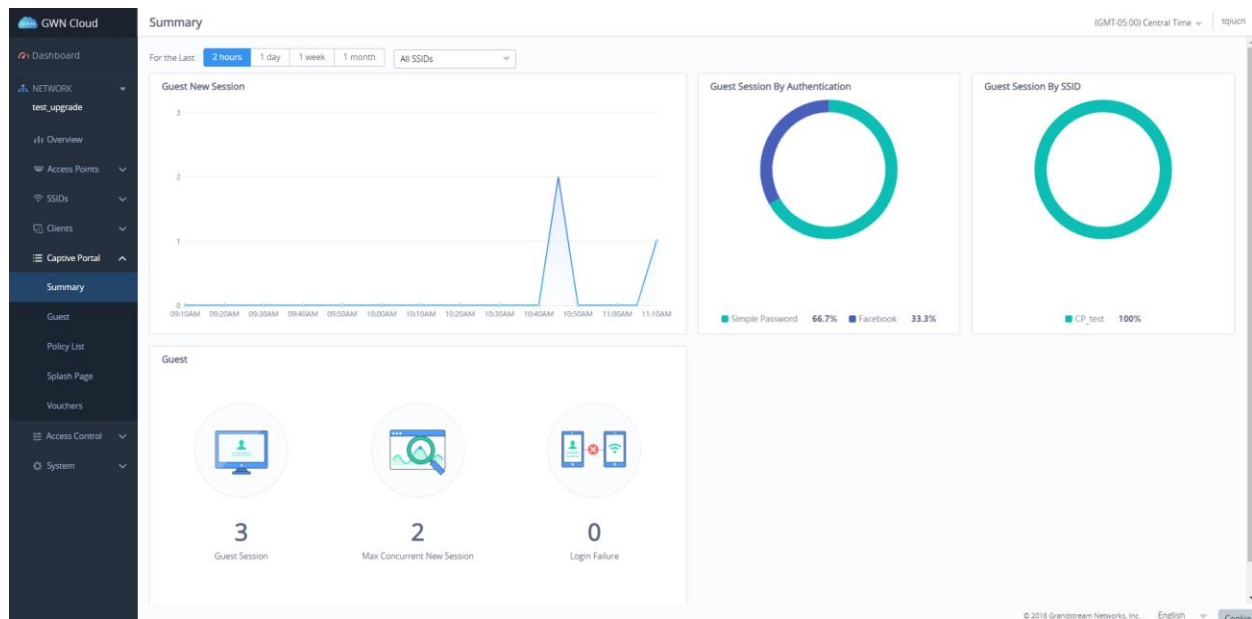 GWN GWN Cloud
Summary
(GMT-05:00) Central Time
tqiucn
Dashboard
NETWORK
test_upgrade
Overview
Access Points
SSIDs
Clients
Captive Portal
Summary
Guest
Policy List
Splash Page
Vouchers
Access Control
System
For the Last 2 hours 1 day 1 week 1 month All SSIDs
Guest New Session
3
2
1
0
09:10AM 09:20AM 09:30AM 09:40AM 09:50AM 10:00AM 10:10AM 10:20AM 10:30AM 10:40AM 10:50AM 11:00AM 11:10AM
Guest Session By Authentication
Simple Password 66.7% Facebook 33.3%
Guest Session By SSID
CP_test 100%
Guest
3 2 0
Guest Session Max Concurrent New Session Login Failure
© 2018 Grandstream Networks, Inc. English